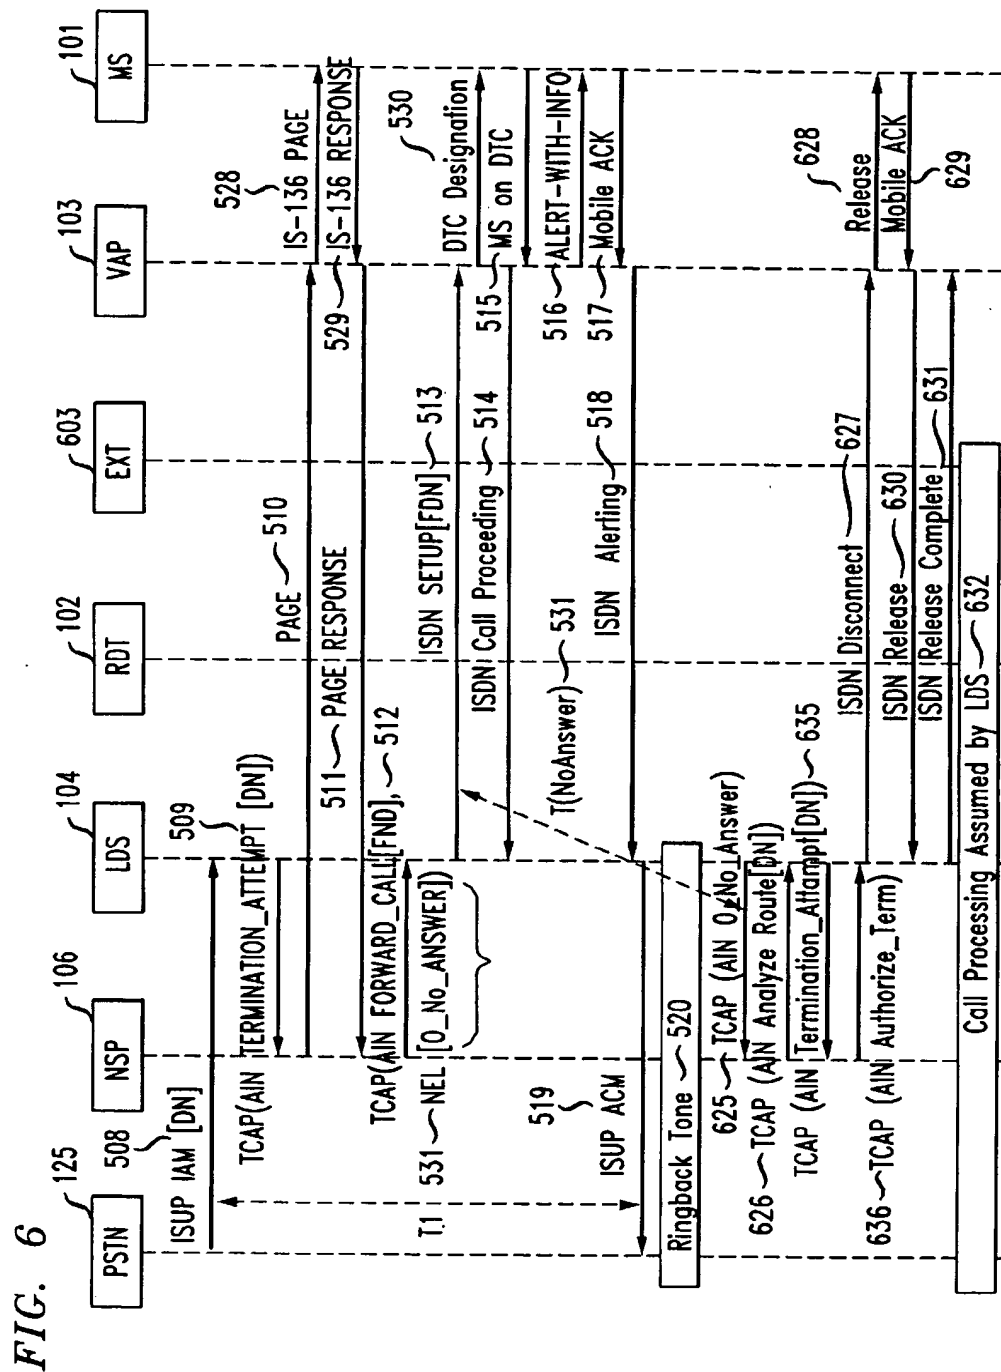 FIG. 6
125
PSTN
106
NSP
104
LDS
102
RDT
603
EXT
103
VAP
101
MS
508 ISUP IAM [DN]
509
TCAP(AIN TERMINATION_ATTEMPT [DN])
PAGE 510
528
IS-136 PAGE
511 PAGE RESPONSE
529 IS-136 RESPONSE
TCAP(AIN FORWARD_CALL[FND], 512
531 NEL [O_No_ANSWER])
T.1
ISDN SETUP[FDN] 513
530
DTC Designation
ISDN Call Proceeding 514
515 MS on DTC
T(NoAnswer) 531
516 ALERT-WITH-INFO
517 Mobile ACK
ISDN Alerting 518
519
ISUP ACM
Ringback Tone 520
625 TCAP (AIN O_No_Answer)
626 TCAP (AIN Analyze Route[DN])
TCAP (AIN Termination_Attampt[DN]) 635
636 TCAP (AIN Authorize_Term)
ISDN Disconnect 627
628
Release
Mobile ACK
629
ISDN Release 630
ISDN Release Complete 631
Call Processing Assumed by LDS 632